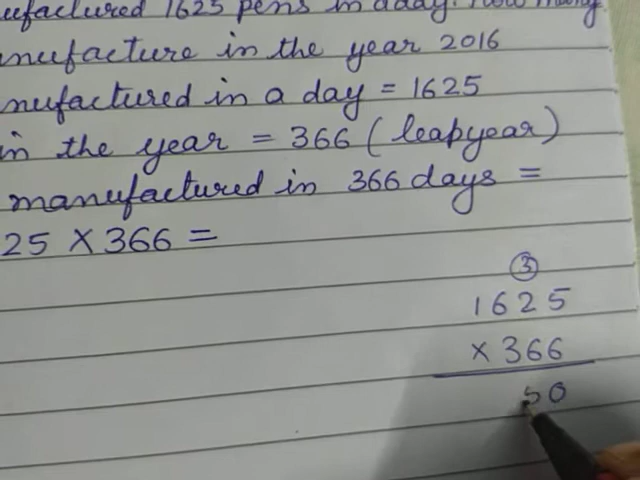 ufactured 1625 pens in a day. How many
nufacture in the year 2016
nufactured in a day = 1625
in the year = 366 (leapyear)
manufactured in 366 days =
25 × 366 =
3
1625
× 366
50